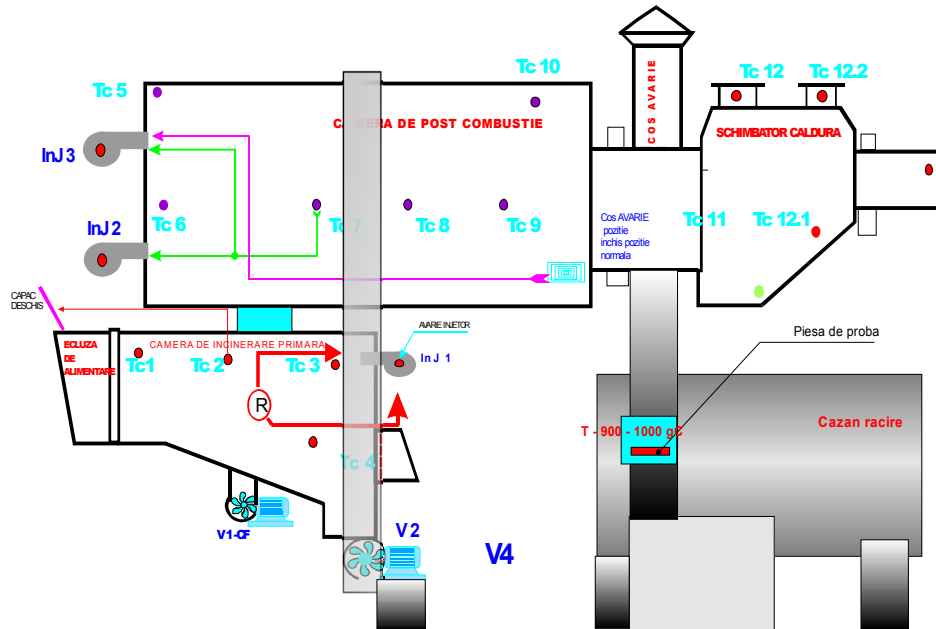 Tc 5
Tc 10
COS AVARIE
Tc 12
Tc 12.2
CAMERA DE POST COMBUSTIE
SCHIMBATOR CALDURA
InJ 3
InJ 2
Tc 6
Tc 7
Tc 8
Tc 9
Cos AVARIE
pozitie
inchis pozitie
normala
Tc 11
Tc 12.1
CAPAC
DESCHIS
ECLUZA
DE
ALIMENTARE
CAMERA DE INCINERARE PRIMARA
AVARIE INJETOR
Tc1
Tc 2
Tc 3
InJ 1
Piesa de proba
R
Cazan racire
T - 900 - 1000 gC
Tc 4
V1-CF
V 2
V4